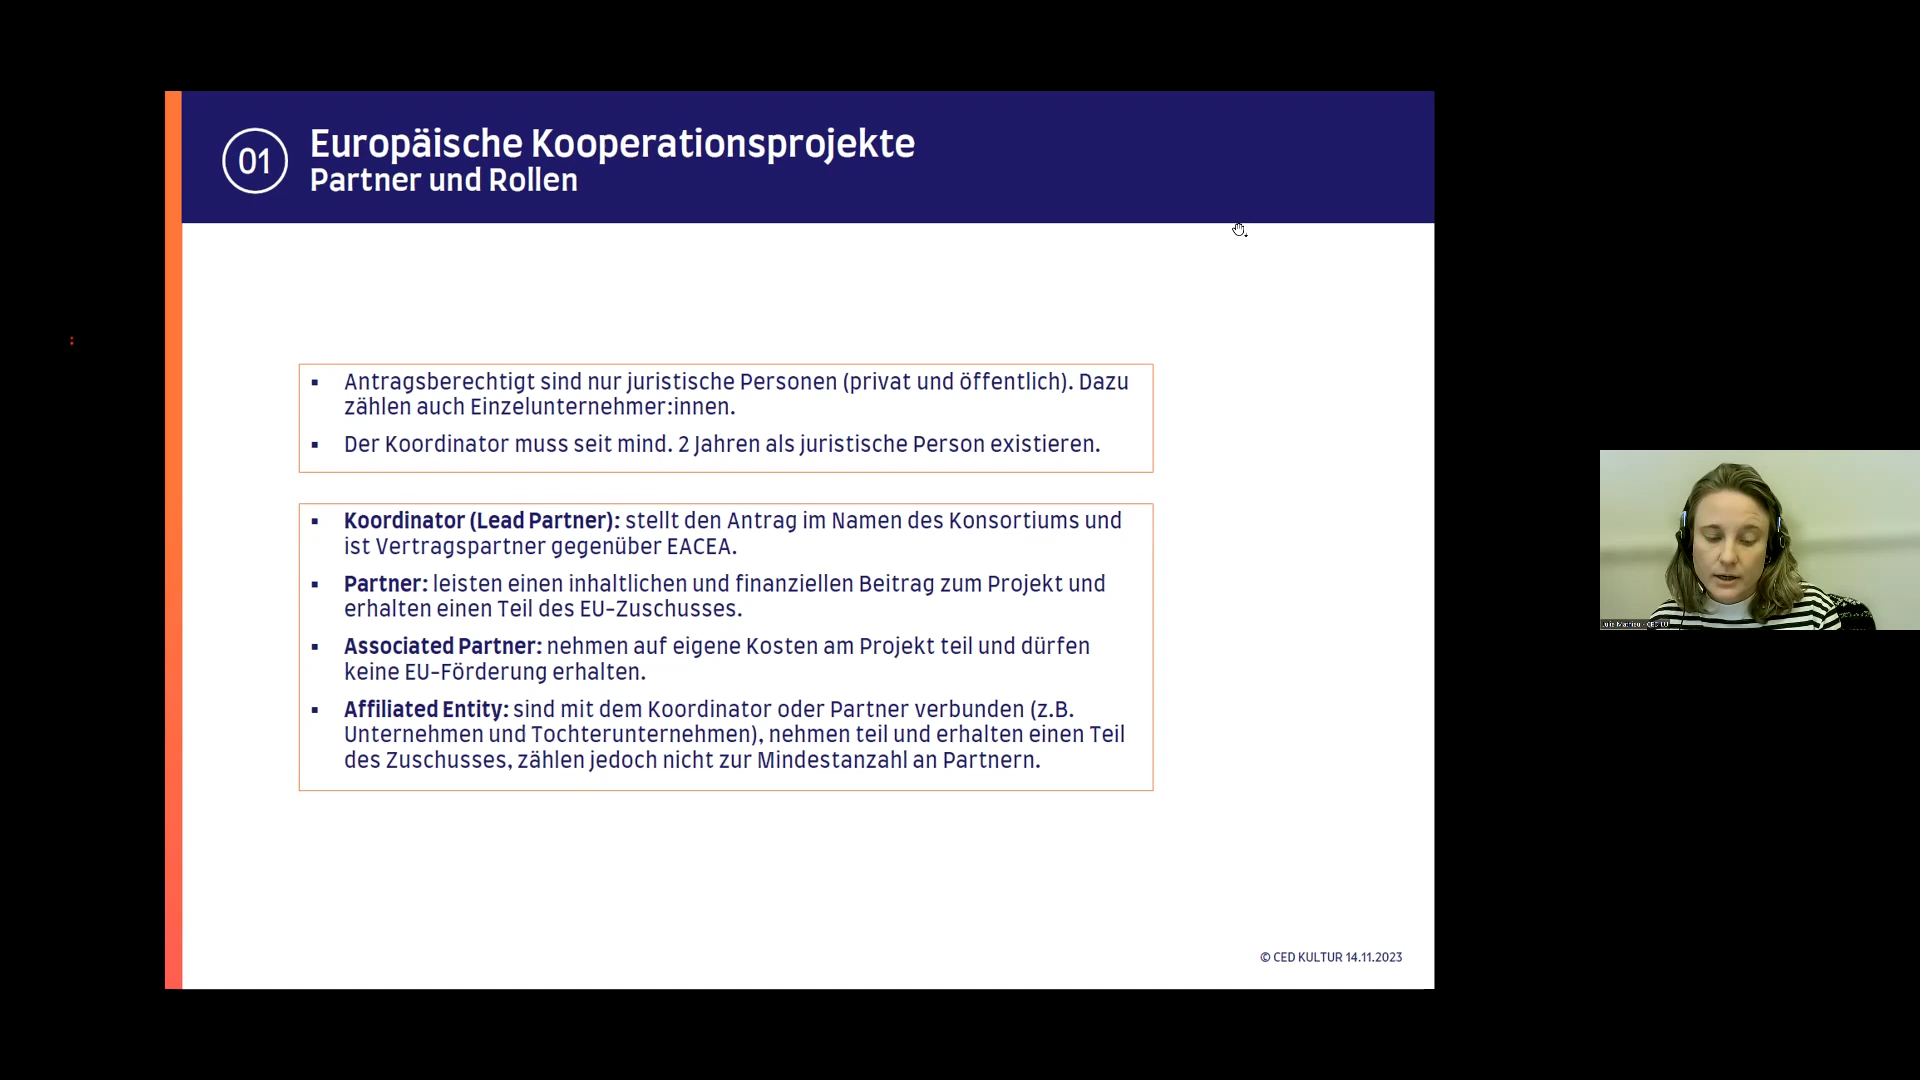 01
Europäische Kooperationsprojekte
Partner und Rollen
▪ Antragsberechtigt sind nur juristische Personen (privat und öffentlich). Dazu
zählen auch Einzelunternehmer:innen.
▪ Der Koordinator muss seit mind. 2 Jahren als juristische Person existieren.
▪ Koordinator (Lead Partner): stellt den Antrag im Namen des Konsortiums und
ist Vertragspartner gegenüber EACEA.
▪ Partner: leisten einen inhaltlichen und finanziellen Beitrag zum Projekt und
erhalten einen Teil des EU-Zuschusses.
▪ Associated Partner: nehmen auf eigene Kosten am Projekt teil und dürfen
keine EU-Förderung erhalten.
▪ Affiliated Entity: sind mit dem Koordinator oder Partner verbunden (z.B.
Unternehmen und Tochterunternehmen), nehmen teil und erhalten einen Teil
des Zuschusses, zählen jedoch nicht zur Mindestanzahl an Partnern.
© CED KULTUR 14.11.2023